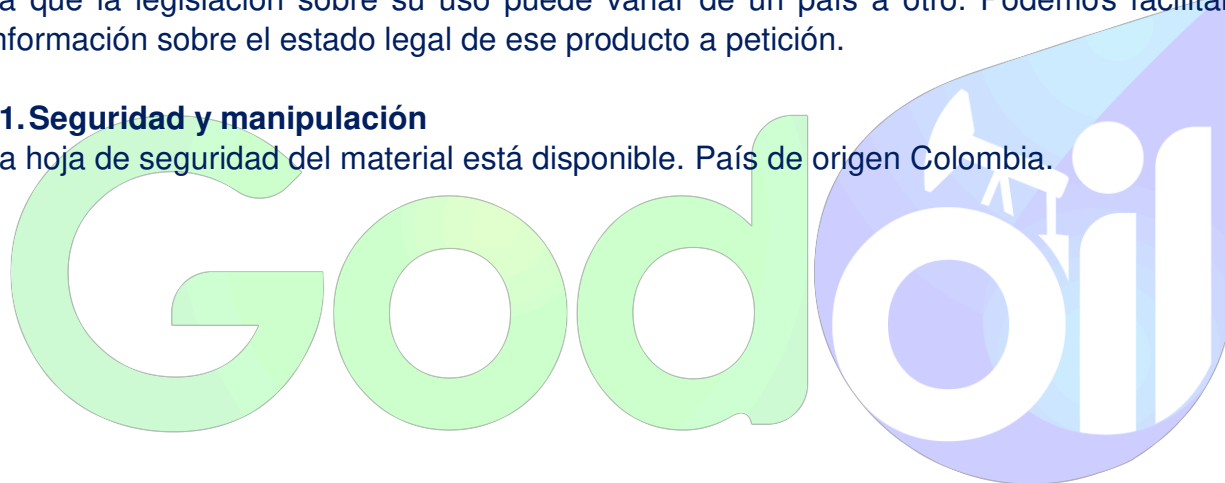 a que la legislación sobre su uso puede variar de un país a otro. Podemos facilitar
nformación sobre el estado legal de ese producto a petición.
1. Seguridad y manipulación
a hoja de seguridad del material está disponible. País de origen Colombia.
Godoil